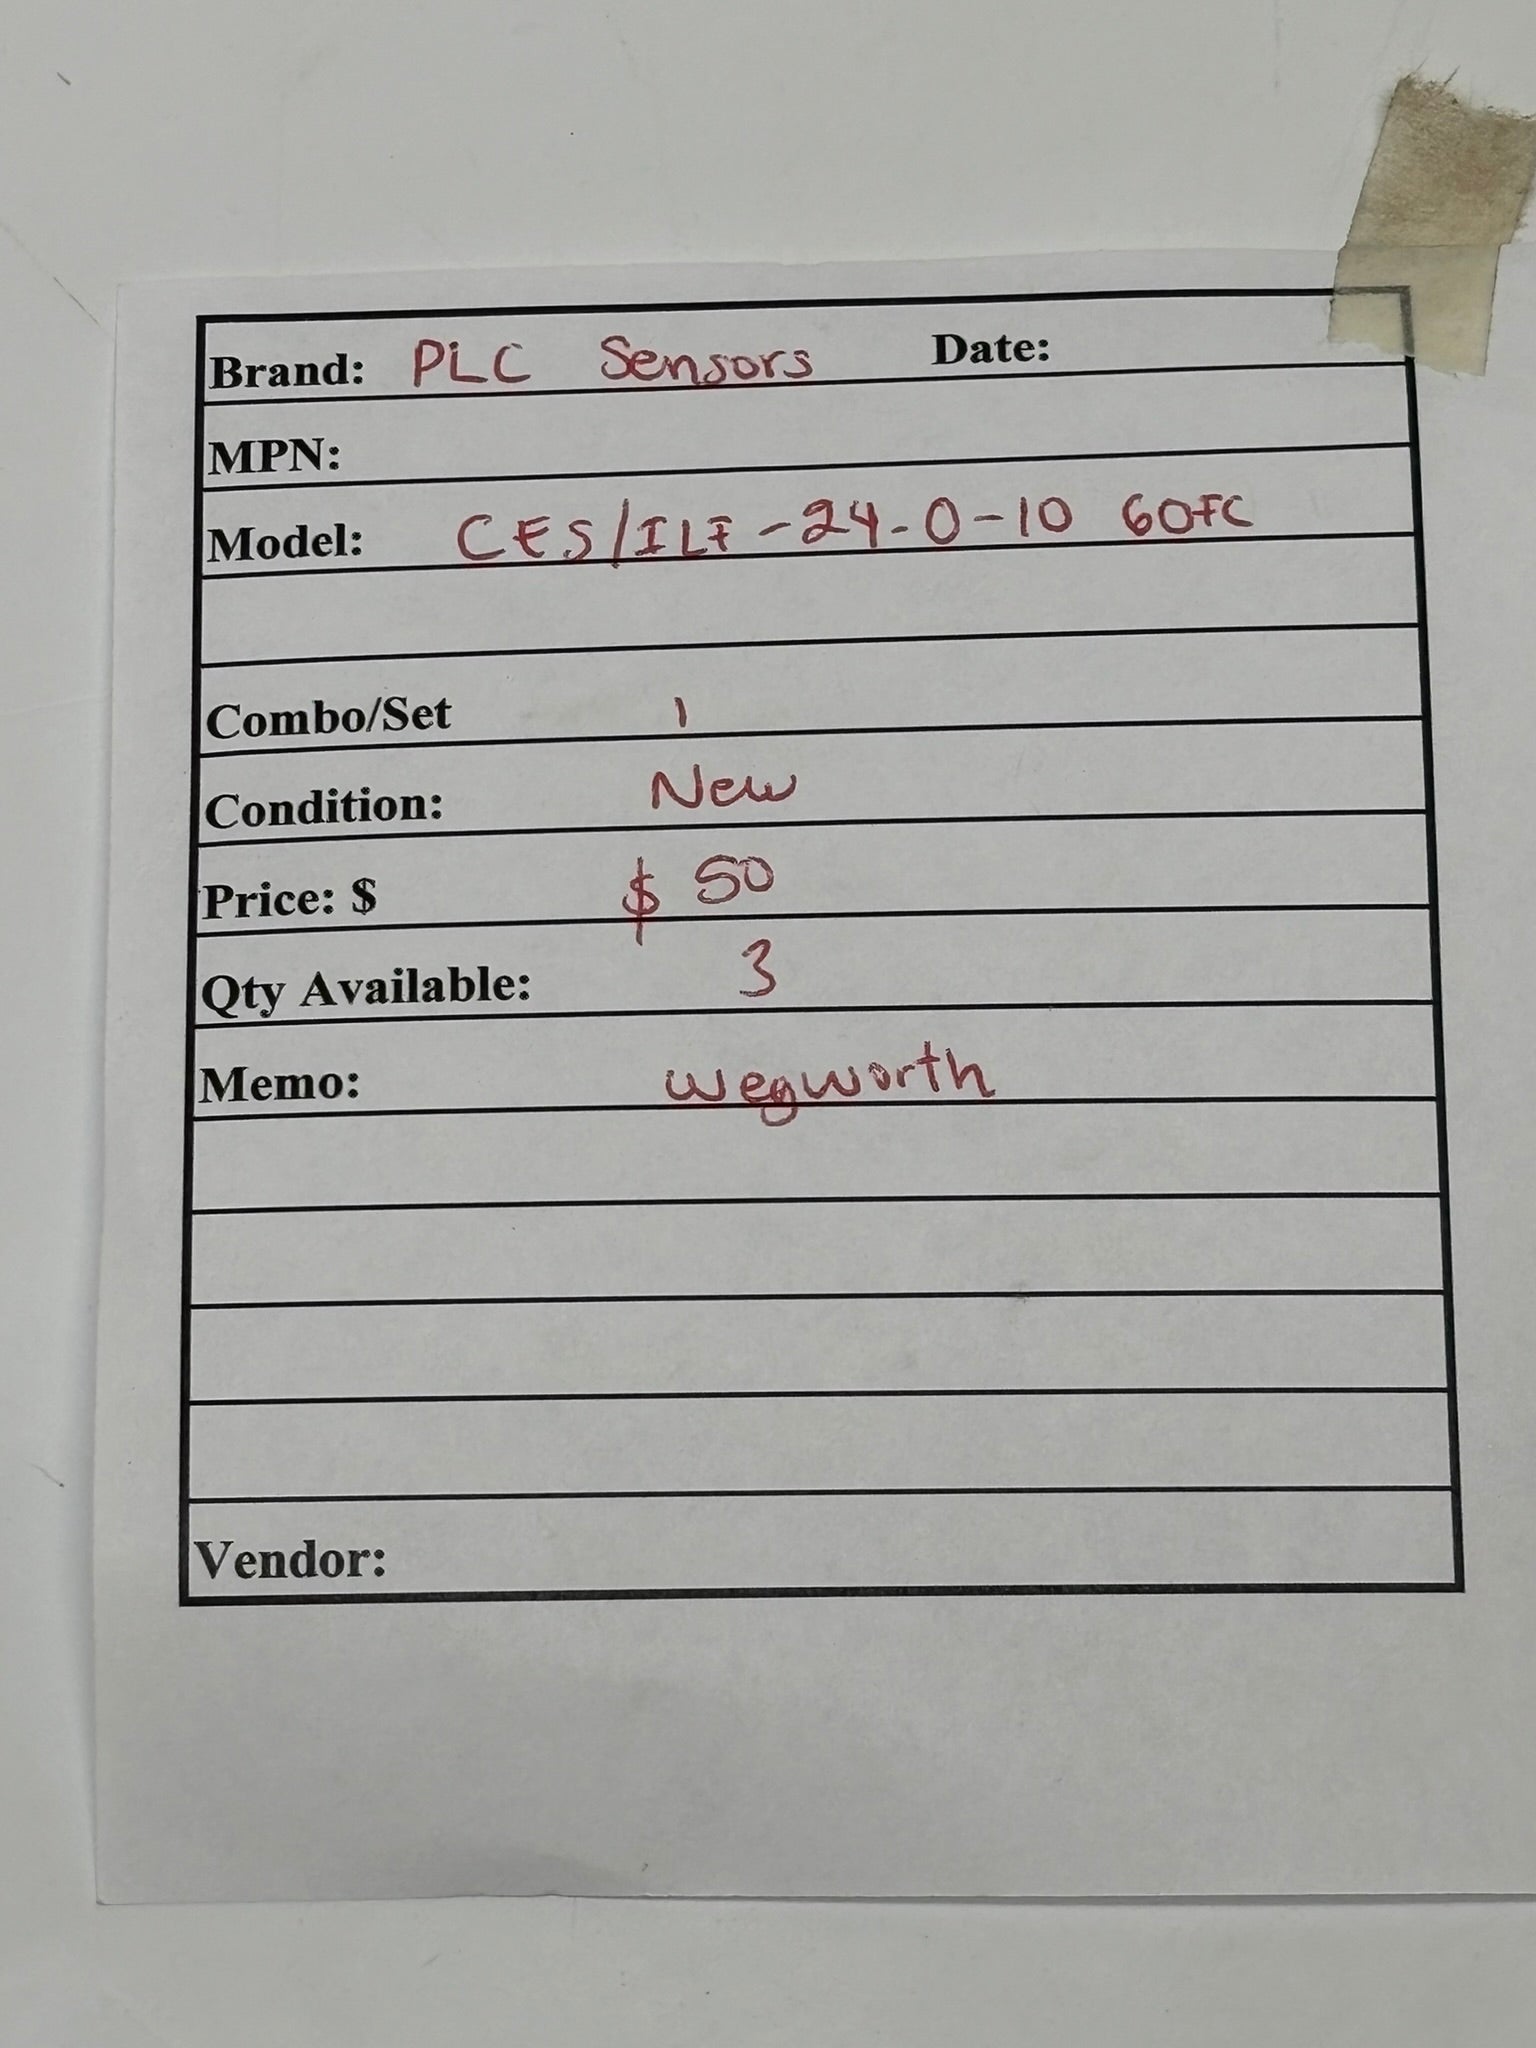 Brand: PLC Sensors Date:
MPN:
Model: CES/ILF-24-0-10 60FC
Combo/Set 1
Condition: New
Price: $ $ 50
Qty Available: 3
Memo: Wegworth
Vendor: